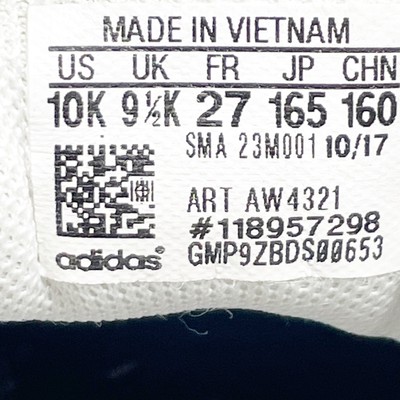 MADE IN VIETNAM
US UK FR JP CHN
10K 9½K 27 165 160
SMA 23M001 10/17
ART AW4321
#118957298
adidas GMP9ZBDS00653